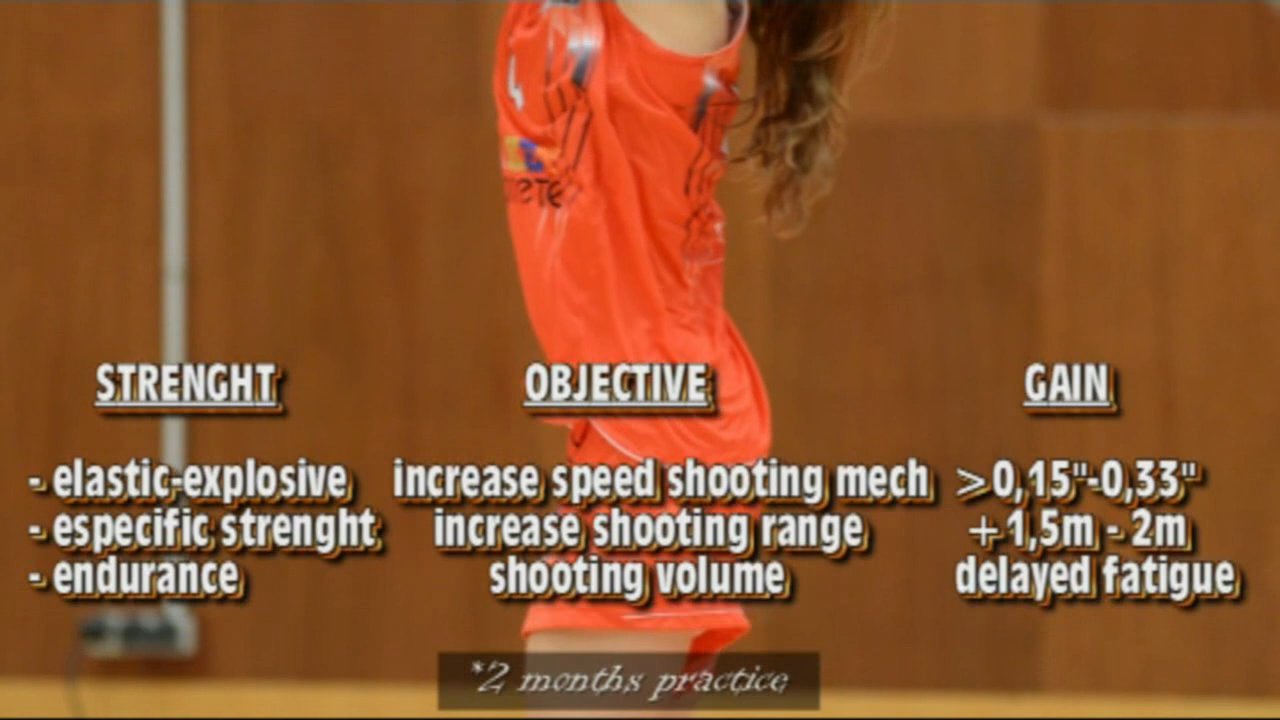 4
STRENGHT OBJECTIVE GAIN
- elastic-explosive increase speed shooting mech >0,15"-0,33"
- especific strenght increase shooting range +1,5m - 2m
- endurance shooting volume delayed fatigue
*2 months practice